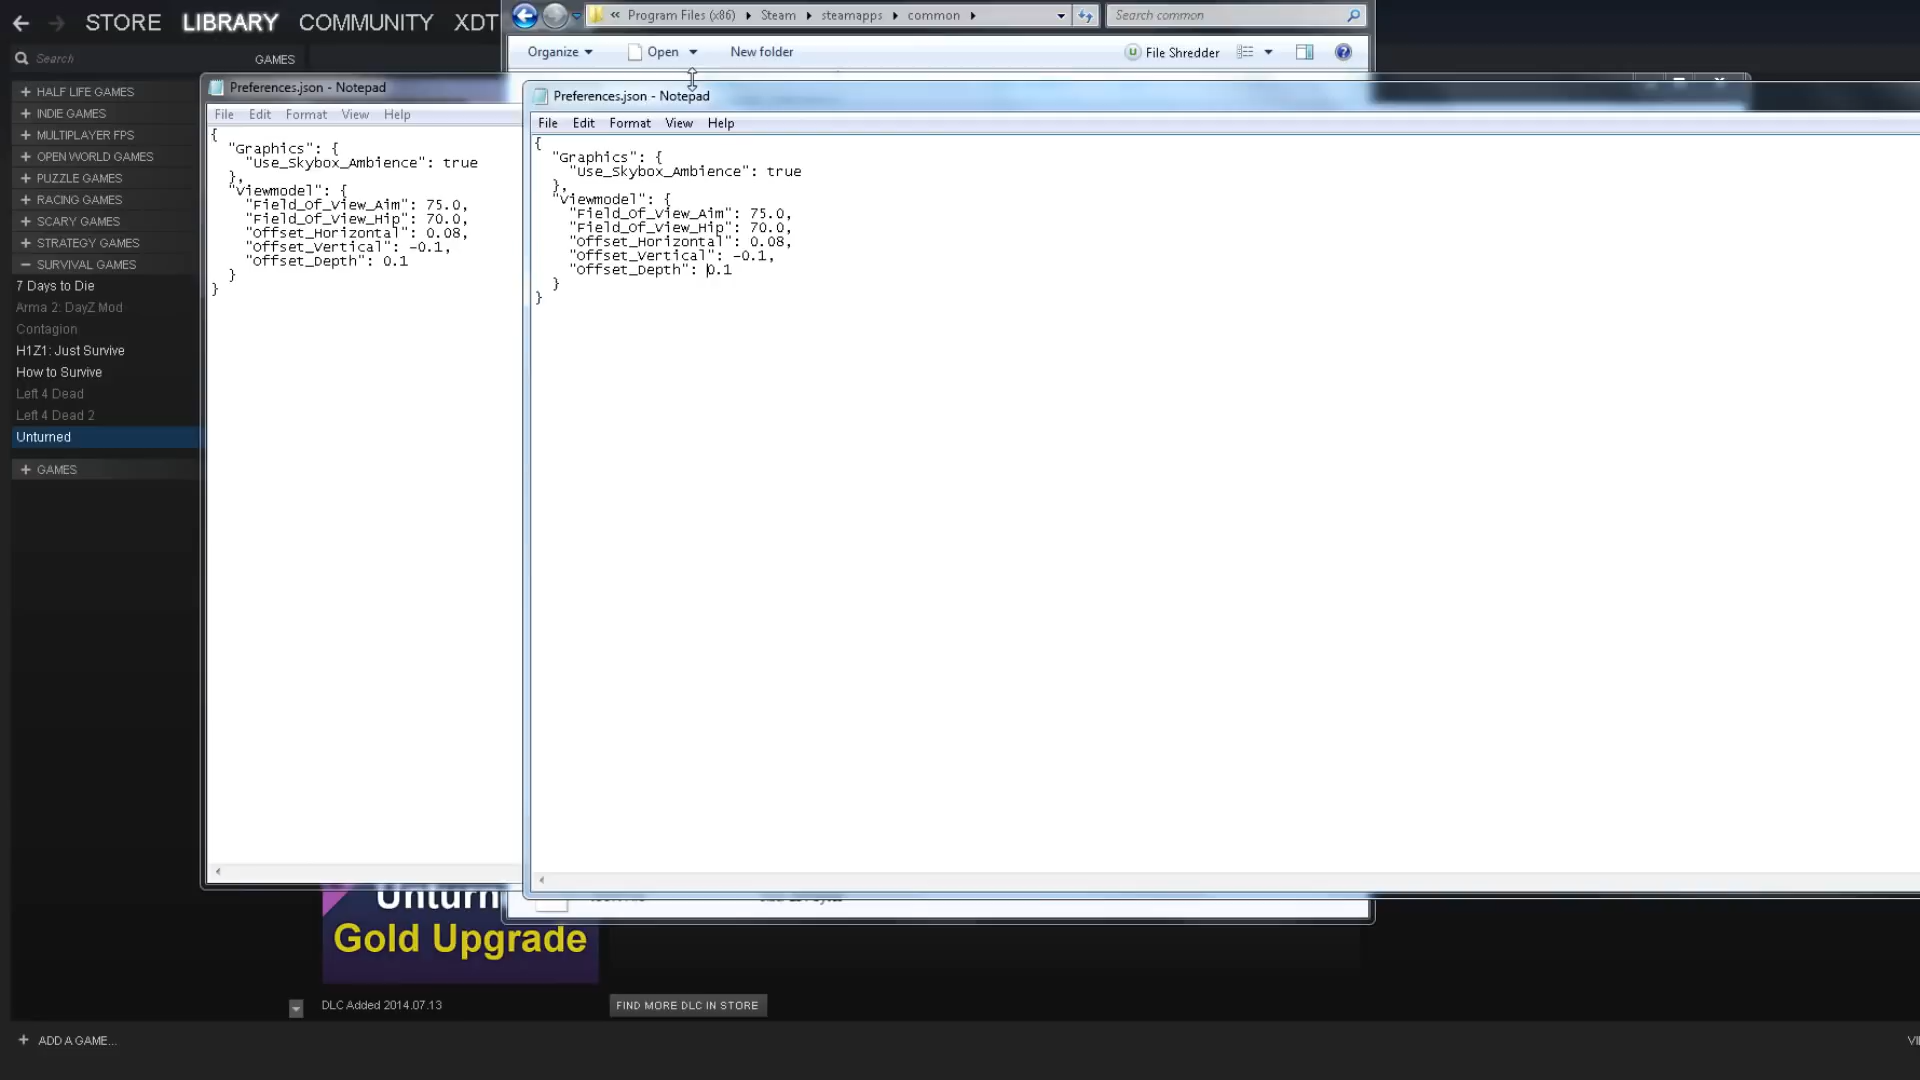 STORE LIBRARY COMMUNITY XDT
Search GAMES
+ HALF LIFE GAMES
+ INDIE GAMES
+ MULTIPLAYER FPS
+ OPEN WORLD GAMES
+ PUZZLE GAMES
+ RACING GAMES
+ SCARY GAMES
+ STRATEGY GAMES
− SURVIVAL GAMES
7 Days to Die
Arma 2: DayZ Mod
Contagion
H1Z1: Just Survive
How to Survive
Left 4 Dead
Left 4 Dead 2
Unturned
+ GAMES
+ ADD A GAME...
« Program Files (x86) ▸ Steam ▸ steamapps ▸ common ▸
Search common
Organize Open New folder File Shredder
Preferences.json - Notepad
File Edit Format View Help
{
"Graphics": {
"Use_Skybox_Ambience": true
},
"Viewmodel": {
"Field_Of_View_Aim": 75.0,
"Field_Of_View_Hip": 70.0,
"Offset_Horizontal": 0.08,
"Offset_Vertical": -0.1,
"Offset_Depth": 0.1
}
}
Preferences.json - Notepad
File Edit Format View Help
{
"Graphics": {
"Use_Skybox_Ambience": true
},
"Viewmodel": {
"Field_Of_View_Aim": 75.0,
"Field_Of_View_Hip": 70.0,
"Offset_Horizontal": 0.08,
"Offset_Vertical": -0.1,
"Offset_Depth": 0.1
}
}
Unturn
Gold Upgrade
DLC Added 2014.07.13
FIND MORE DLC IN STORE